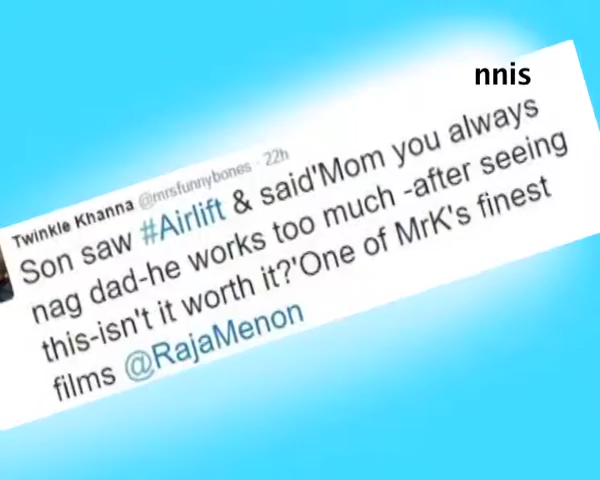 nnis
Twinkle Khanna @mrsfunnybones · 22h
Son saw #Airlift & said'Mom you always
nag dad-he works too much -after seeing
this-isn't it worth it?'One of MrK's finest
films @RajaMenon